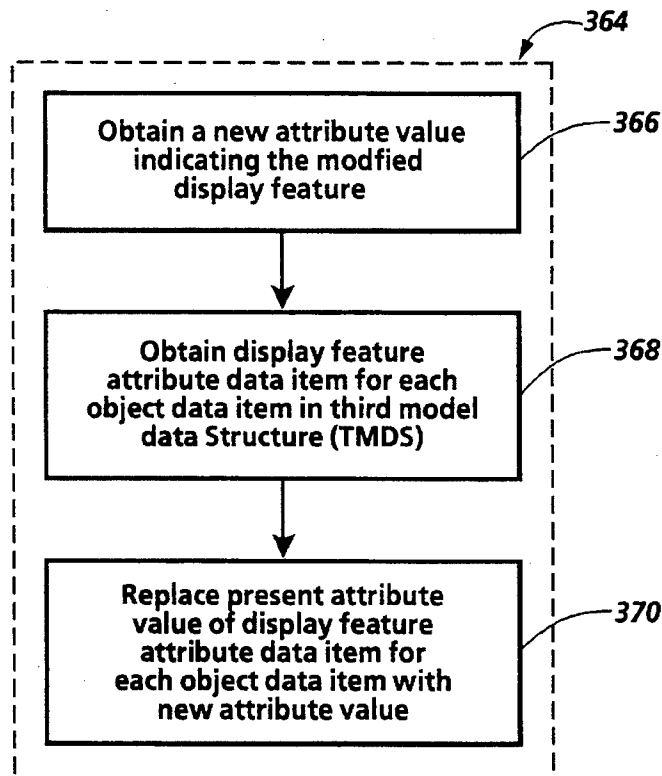 364
Obtain a new attribute value
indicating the modfied
display feature
366
Obtain display feature
attribute data item for each
object data item in third model
data Structure (TMDS)
368
Replace present attribute
value of display feature
attribute data item for
each object data item with
new attribute value
370